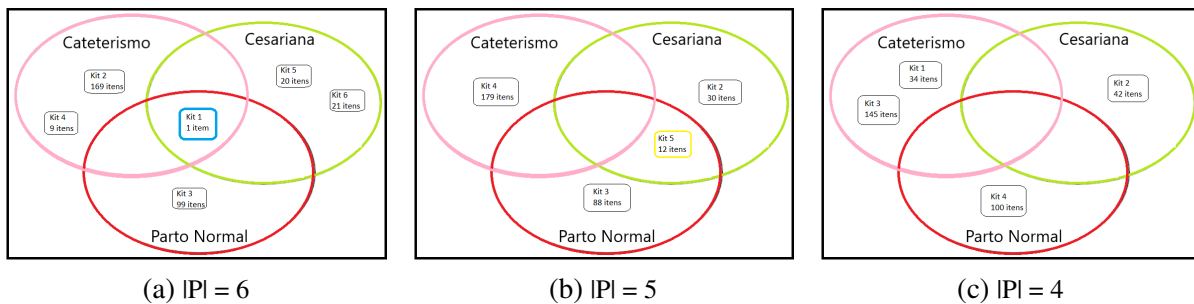 Cateterismo
Cesariana
Kit 2
169 itens
Kit 5
20 itens
Kit 6
21 itens
Kit 4
9 itens
Kit 1
1 item
Kit 3
99 itens
Parto Normal
(a) |P| = 6
Cateterismo
Cesariana
Kit 4
179 itens
Kit 2
30 itens
Kit 5
12 itens
Kit 3
88 itens
Parto Normal
(b) |P| = 5
Cateterismo
Cesariana
Kit 1
34 itens
Kit 2
42 itens
Kit 3
145 itens
Kit 4
100 itens
Parto Normal
(c) |P| = 4